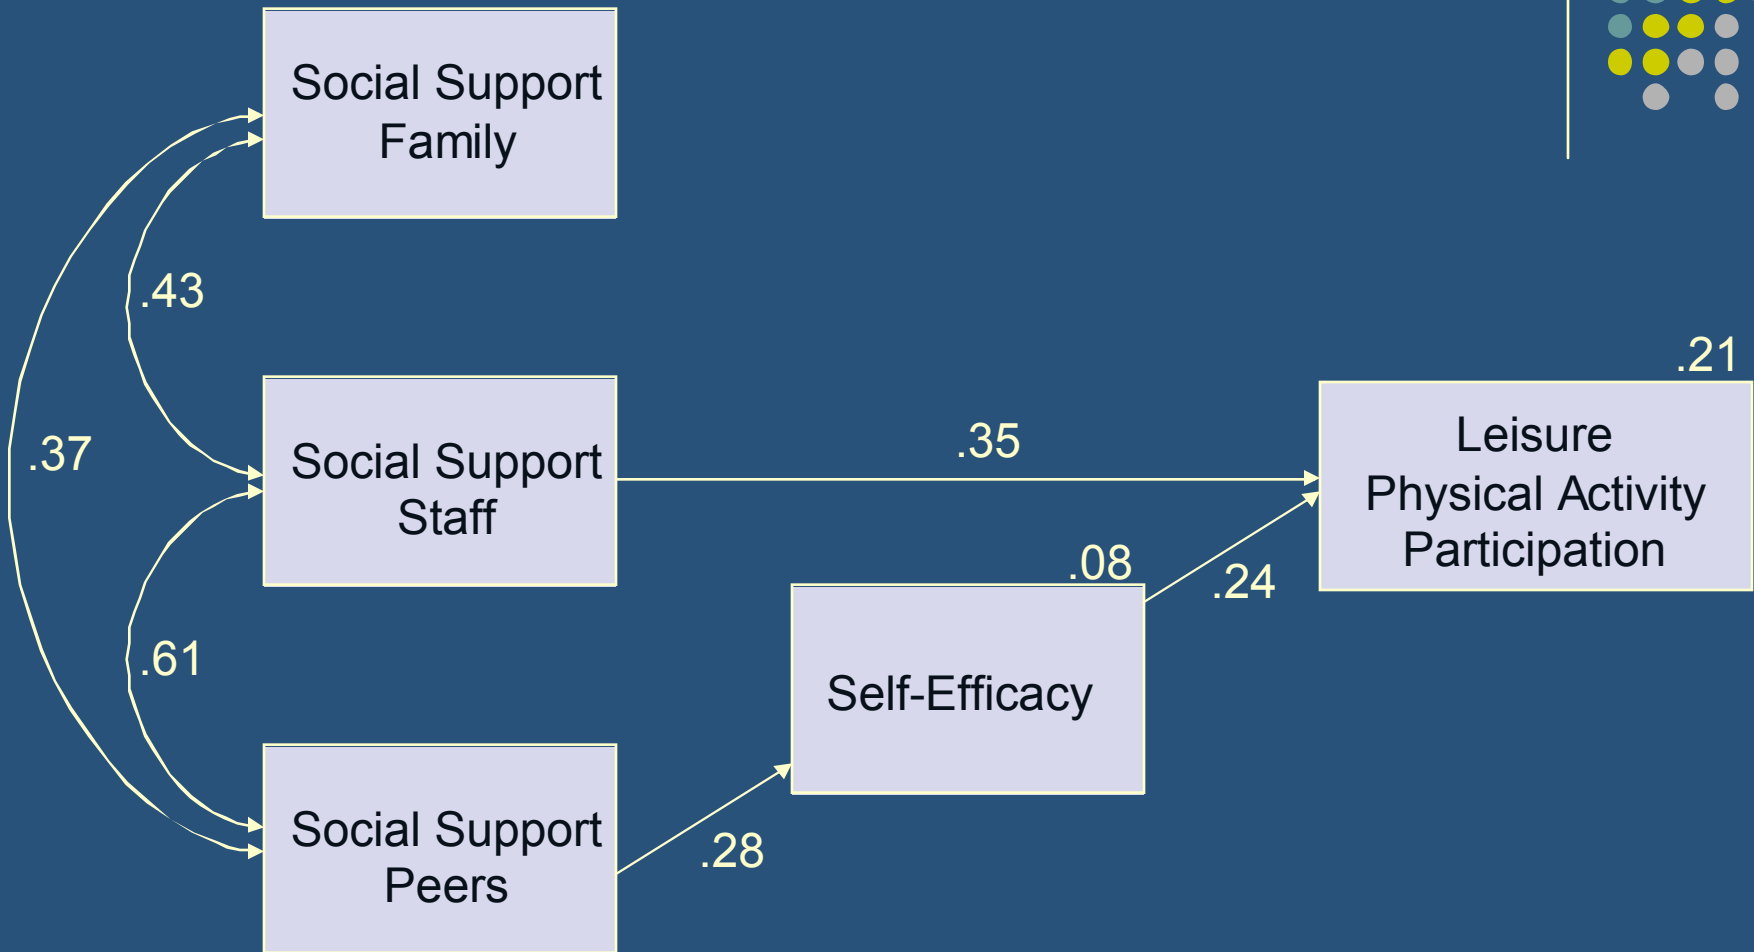 Social Support
Family
.43
.21
.37
Social Support
Staff
.35
Leisure
Physical Activity
Participation
.08
.24
.61
Self-Efficacy
Social Support
Peers
.28